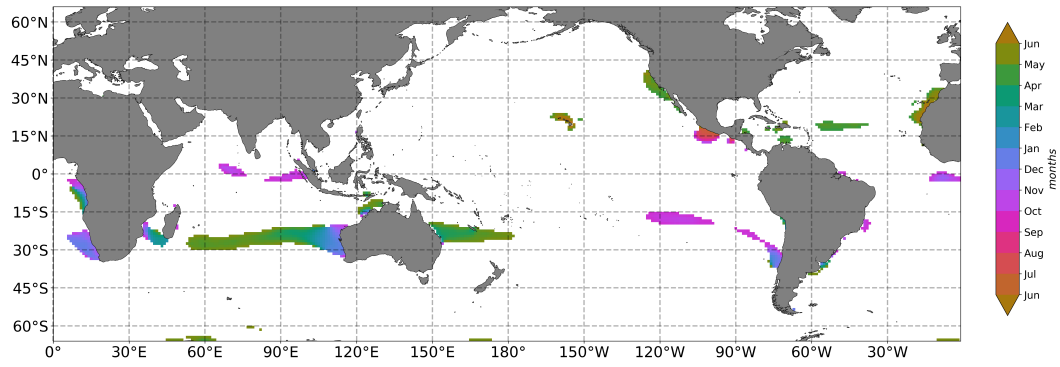 60°N
45°N
30°N
15°N
0°
15°S
30°S
45°S
60°S
0° 30°E 60°E 90°E 120°E 150°E 180° 150°W 120°W 90°W 60°W 30°W
Jun
May
Apr
Mar
Feb
Jan
Dec
Nov
Oct
Sep
Aug
Jul
Jun
months